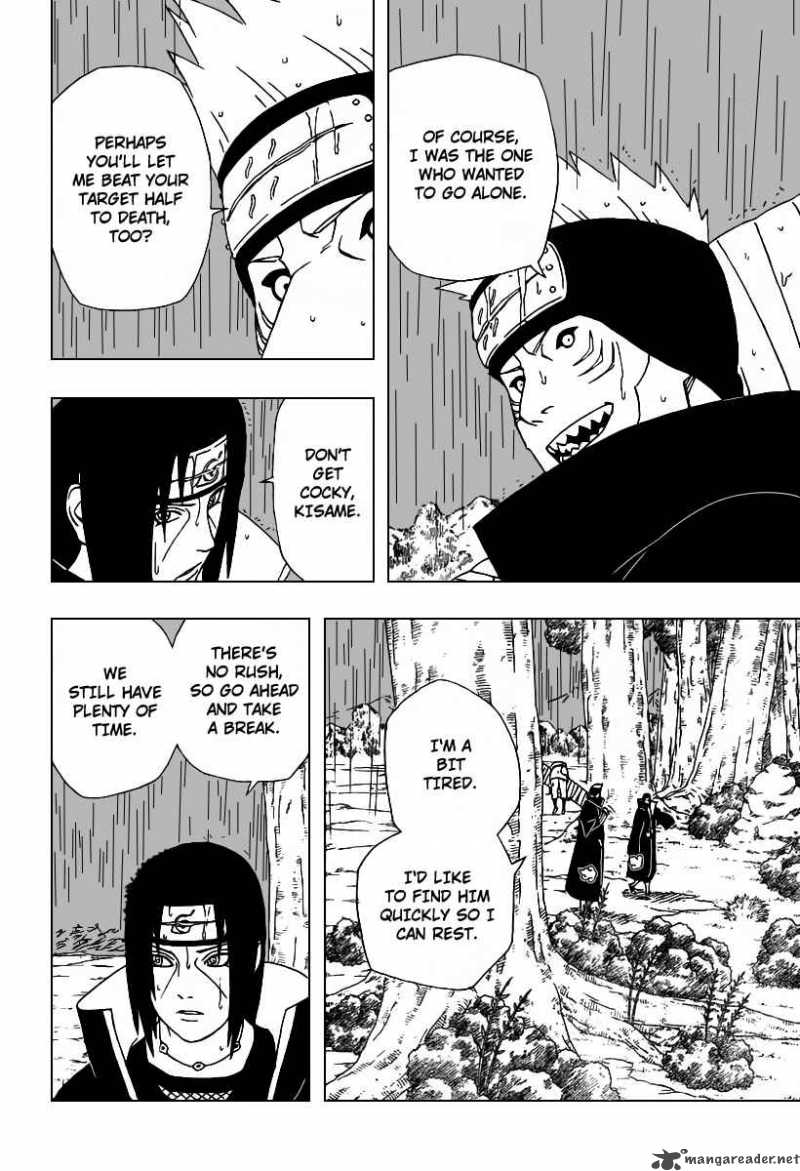 OF COURSE,
I WAS THE ONE
WHO WANTED
TO GO ALONE.
PERHAPS
YOU'LL LET
ME BEAT YOUR
TARGET HALF
TO DEATH,
TOO?
DON'T
GET
COCKY,
KISAME.
I'M A
BIT
TIRED.
I'D LIKE
TO FIND HIM
QUICKLY SO I
CAN REST.
THERE'S
NO RUSH,
SO GO AHEAD
AND TAKE
A BREAK.
WE
STILL HAVE
PLENTY OF
TIME.
mangareader.net